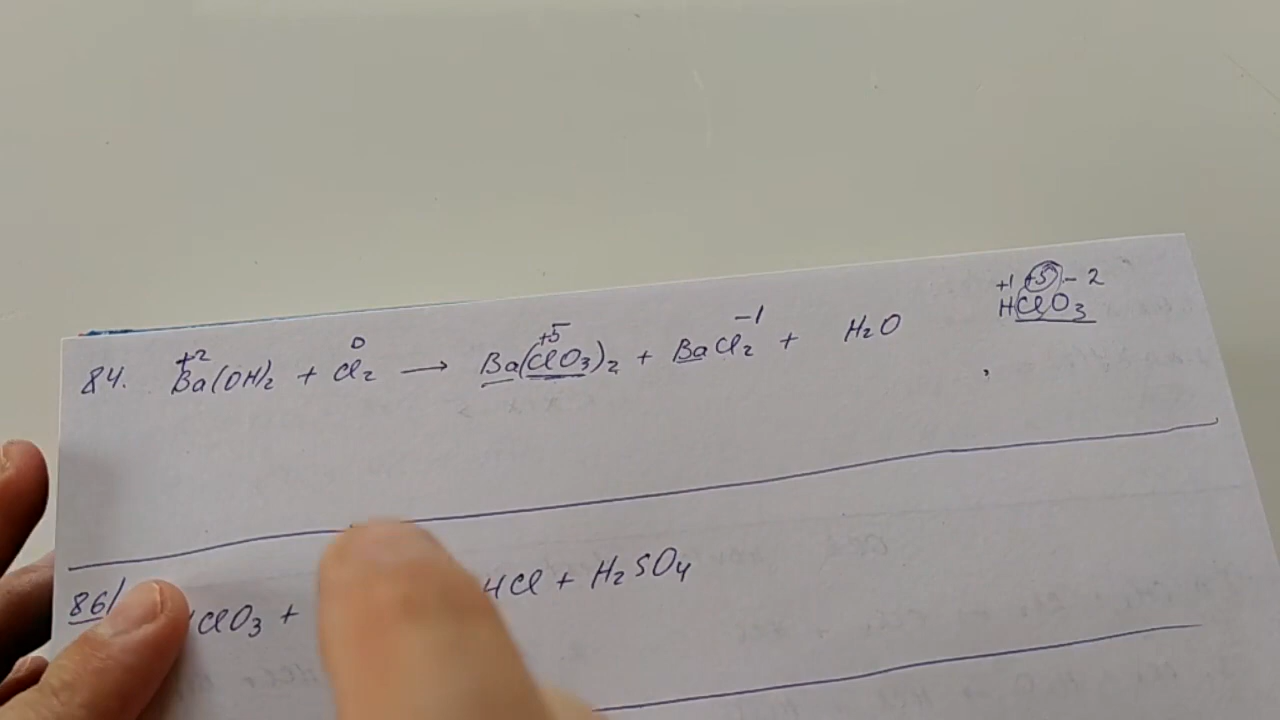 +1 +5 -2
HClO3
+2 0 +5 -1
84. Ba(OH)2 + Cl2 → Ba(ClO3)2 + BaCl2 + H2O
86/ ClO3 + HCl + H2SO4